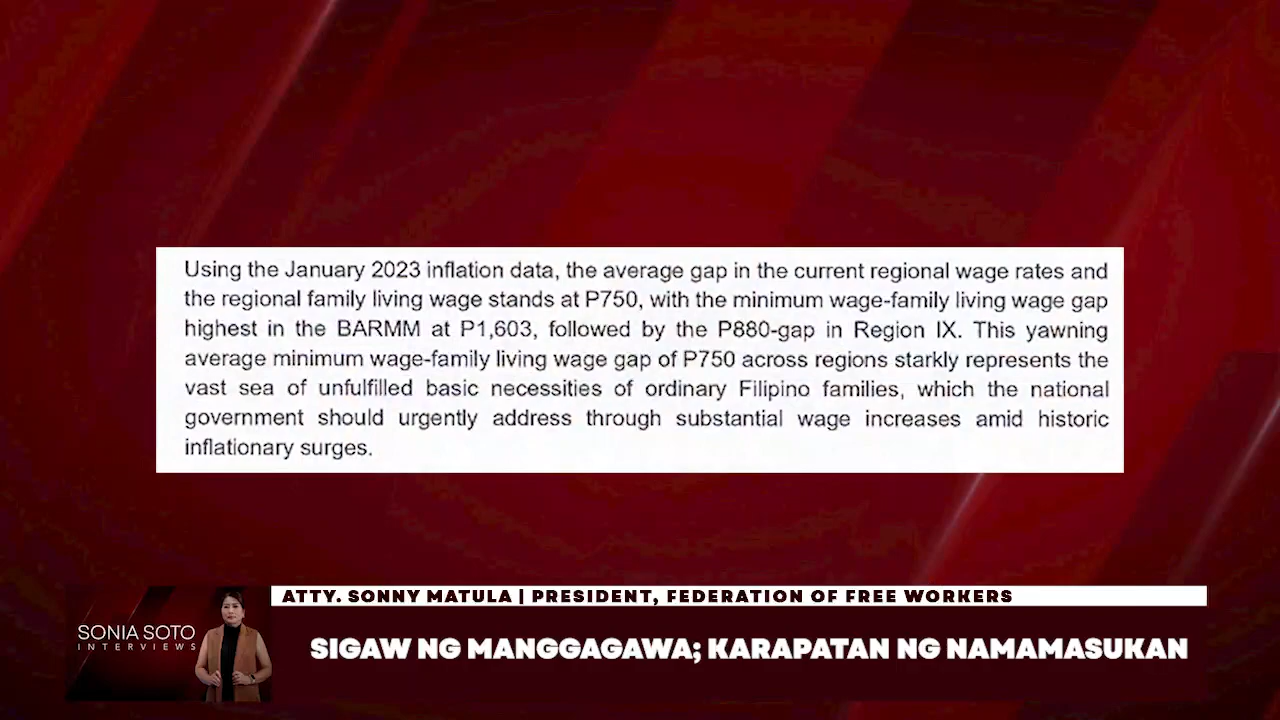 Using the January 2023 inflation data, the average gap in the current regional wage rates and
the regional family living wage stands at P750, with the minimum wage-family living wage gap
highest in the BARMM at P1,603, followed by the P880-gap in Region IX. This yawning
average minimum wage-family living wage gap of P750 across regions starkly represents the
vast sea of unfulfilled basic necessities of ordinary Filipino families, which the national
government should urgently address through substantial wage increases amid historic
inflationary surges.
ATTY. SONNY MATULA | PRESIDENT, FEDERATION OF FREE WORKERS
SONIA SOTO
INTERVIEWS
SIGAW NG MANGGAGAWA; KARAPATAN NG NAMAMASUKAN